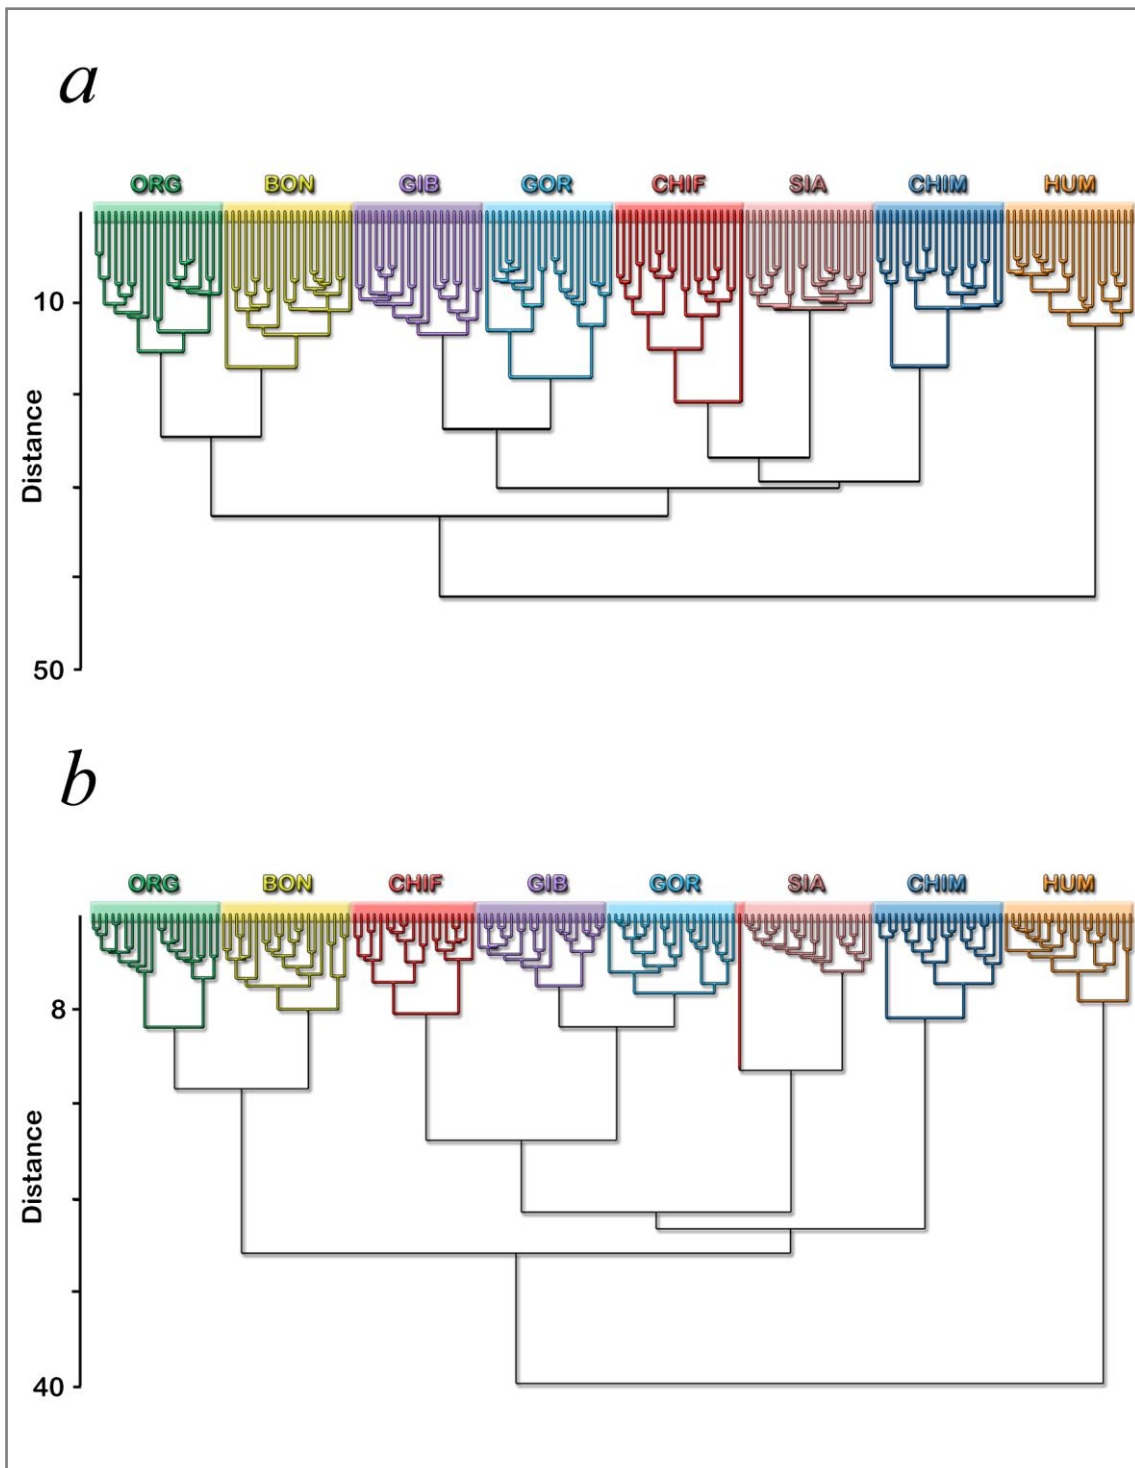 a
ORG BON GIB GOR CHIF SIA CHIM HUM
10
Distance
50
b
ORG BON CHIF GIB GOR SIA CHIM HUM
8
Distance
40